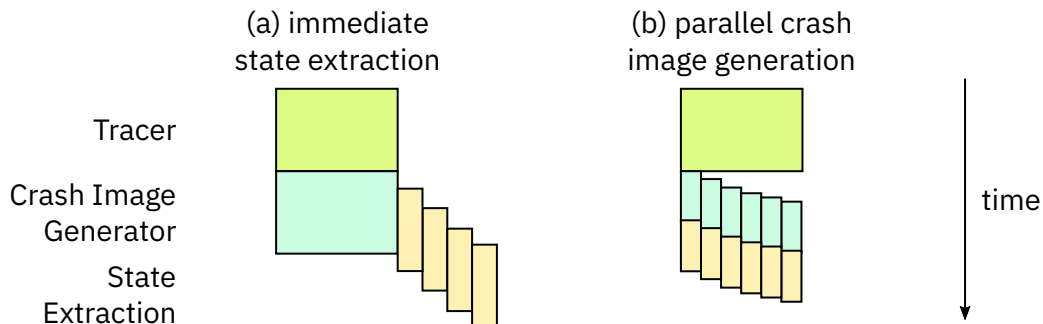 (a) immediate
state extraction
(b) parallel crash
image generation
Tracer
Crash Image
Generator
State
Extraction
time